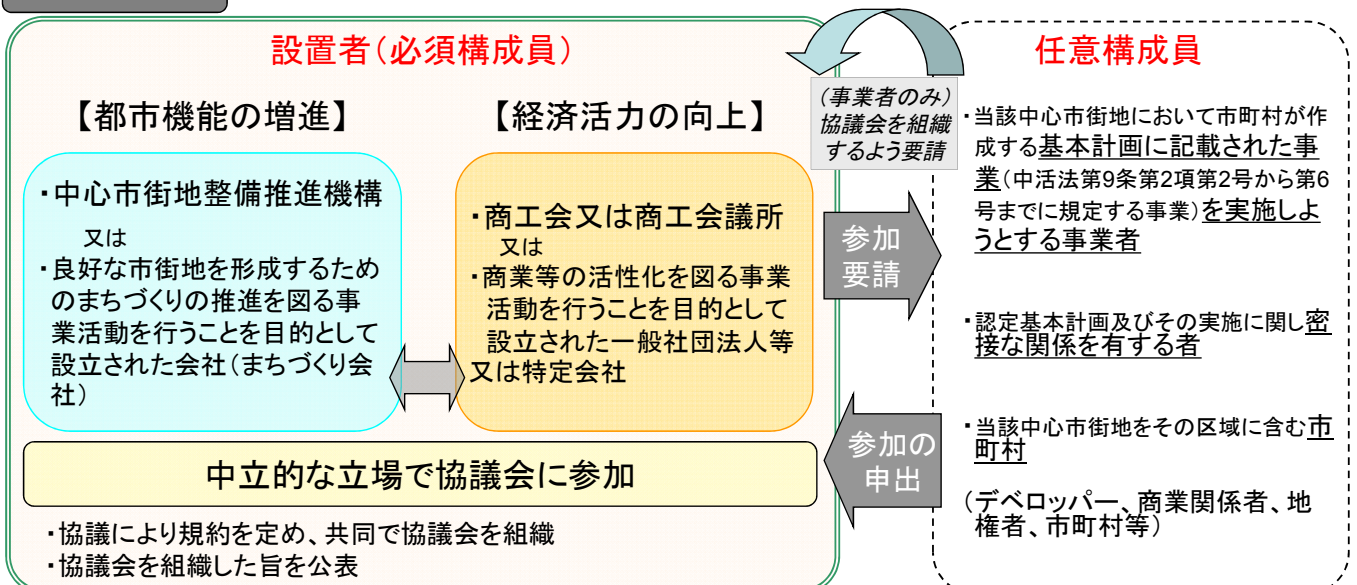 設置者(必須構成員)
【都市機能の増進】
・中心市街地整備推進機構
又は
・良好な市街地を形成するため
のまちづくりの推進を図る事
業活動を行うことを目的として
設立された会社(まちづくり会
社)
【経済活力の向上】
・商工会又は商工会議所
又は
・商業等の活性化を図る事業
活動を行うことを目的として
設立された一般社団法人等
又は特定会社
中立的な立場で協議会に参加
・協議により規約を定め、共同で協議会を組織
・協議会を組織した旨を公表
(事業者のみ)
協議会を組織
するよう要請
参加
要請
参加の
申出
任意構成員
・当該中心市街地において市町村が作
成する基本計画に記載された事
業(中活法第9条第2項第2号から第6
号までに規定する事業)を実施しよ
うとする事業者
・認定基本計画及びその実施に関し密
接な関係を有する者
・当該中心市街地をその区域に含む市
町村
(デベロッパー、商業関係者、地
権者、市町村等)